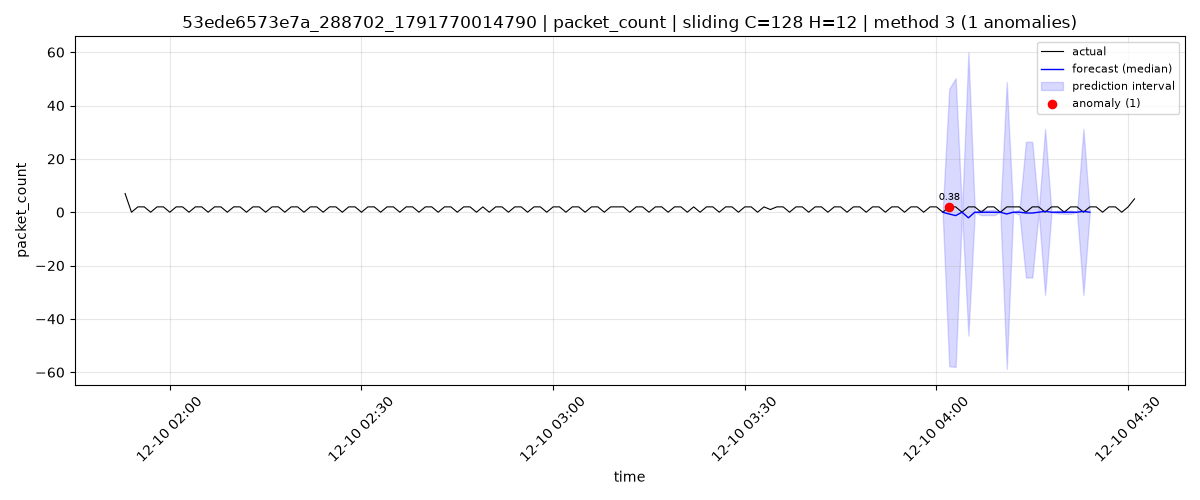 53ede6573e7a_288702_1791770014790 | packet_count | sliding C=128 H=12 | method 3 (1 anomalies)
packet_count
60
40
20
0
−20
−40
−60
actual
forecast (median)
prediction interval
anomaly (1)
0.38
12-10 02:00
12-10 02:30
12-10 03:00
12-10 03:30
12-10 04:00
12-10 04:30
time